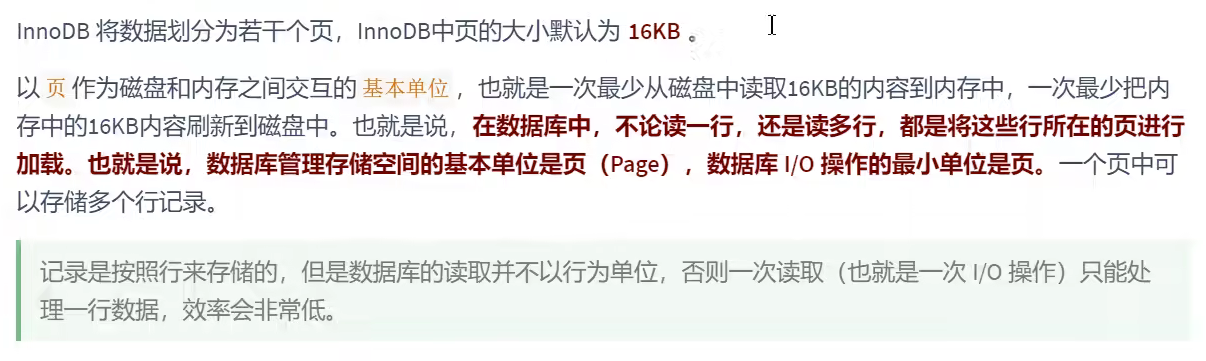 InnoDB 将数据划分为若干个页，InnoDB中页的大小默认为 16KB 。
以 页 作为磁盘和内存之间交互的 基本单位 ，也就是一次最少从磁盘中读取16KB的内容到内存中，一次最少把内
存中的16KB内容刷新到磁盘中。也就是说，在数据库中，不论读一行，还是读多行，都是将这些行所在的页进行
加载。也就是说，数据库管理存储空间的基本单位是页（Page），数据库 I/O 操作的最小单位是页。一个页中可
以存储多个行记录。
记录是按照行来存储的，但是数据库的读取并不以行为单位，否则一次读取（也就是一次 I/O 操作）只能处
理一行数据，效率会非常低。